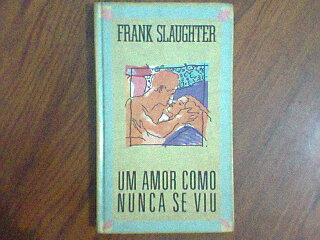 FRANK SLAUGHTER
UM AMOR COMO
NUNCA SE VIU